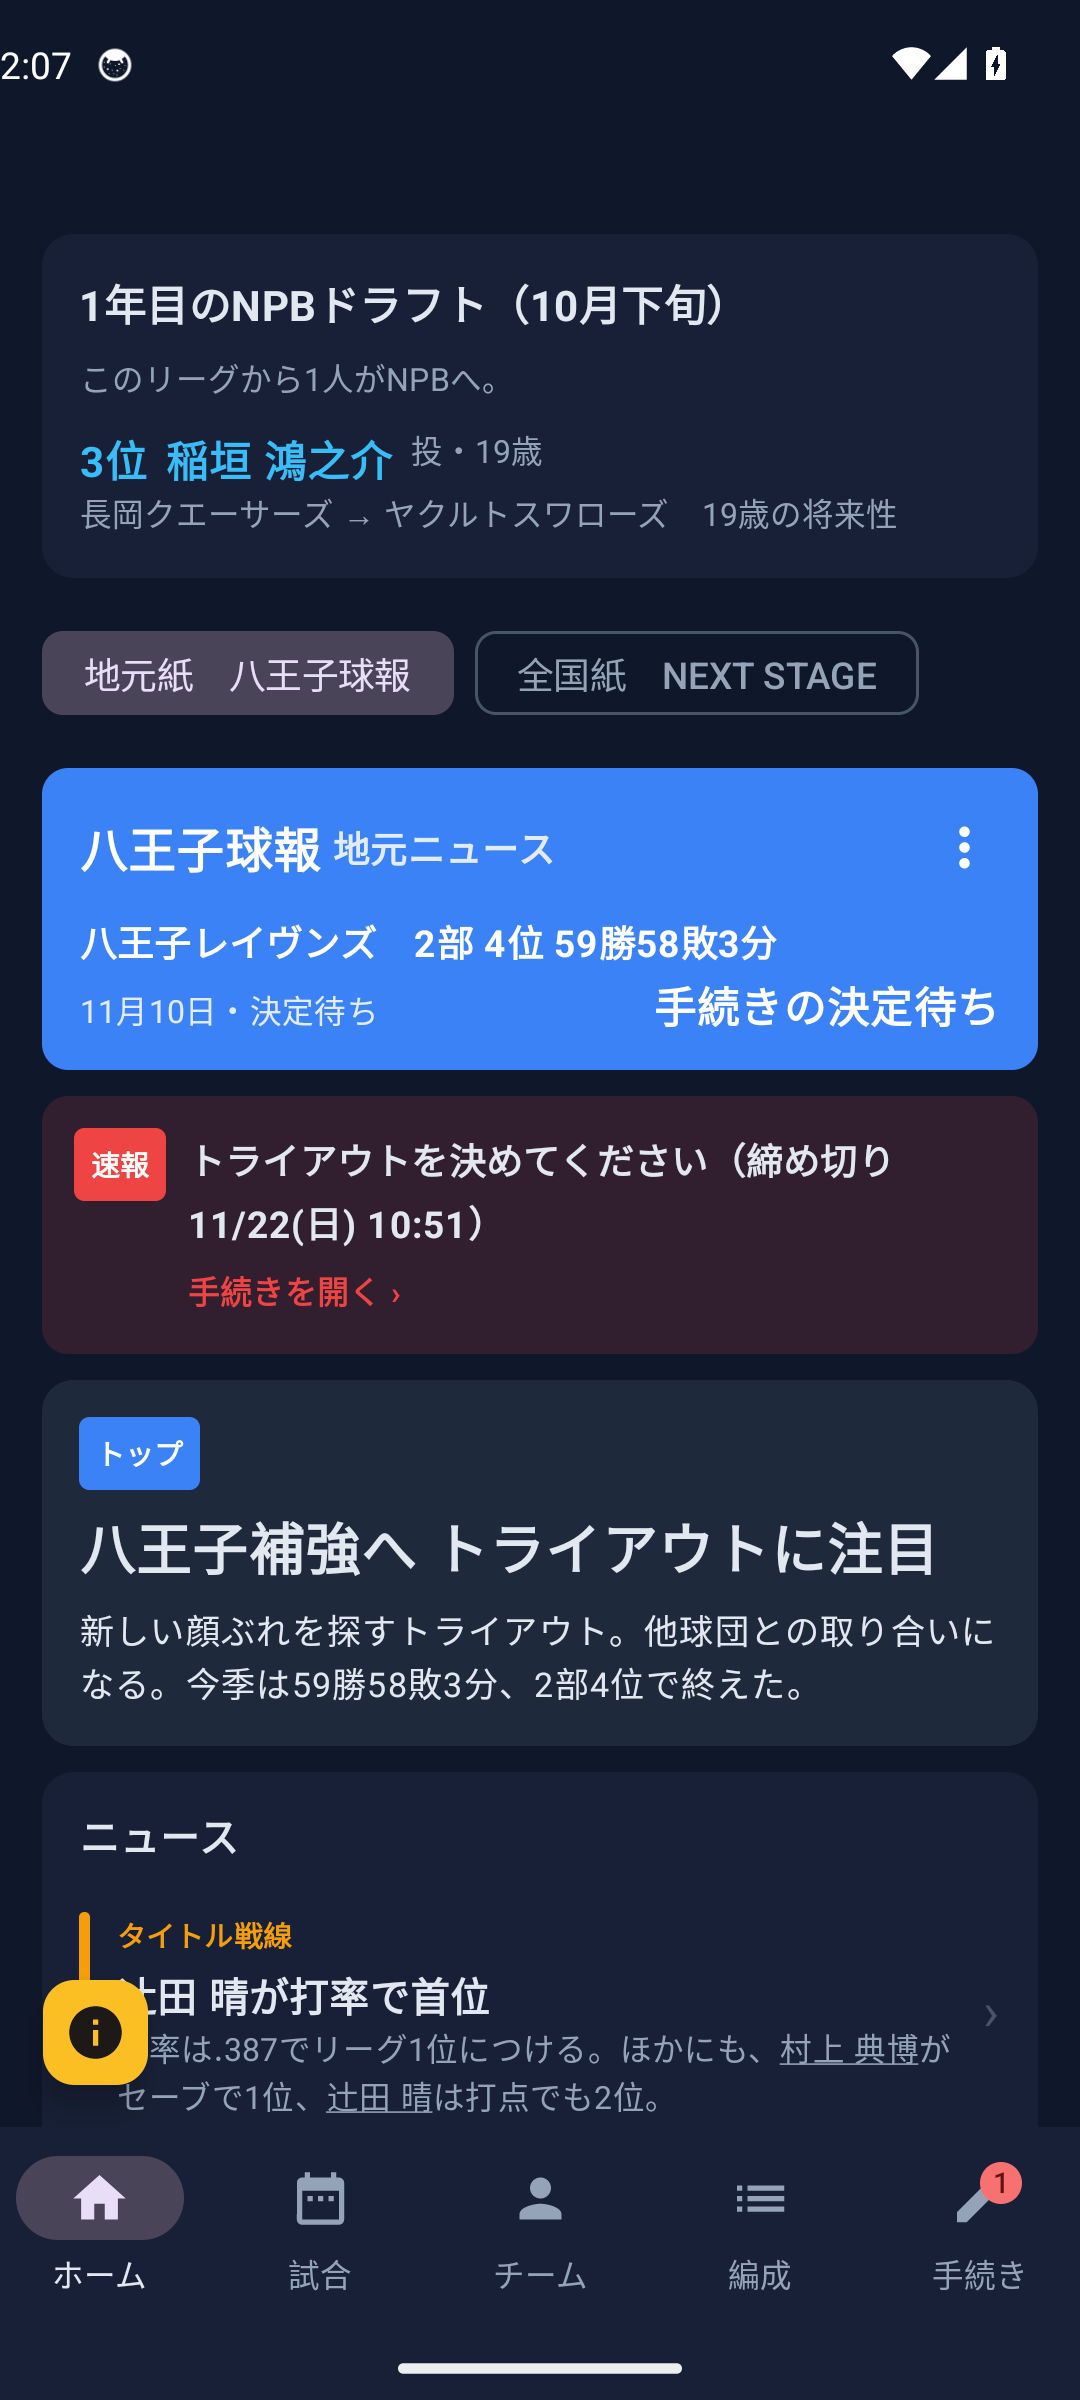 2:07
1年目のNPBドラフト（10月下旬）
このリーグから1人がNPBへ。
3位 稲垣 鴻之介 投・19歳
長岡クエーサーズ → ヤクルトスワローズ　19歳の将来性
地元紙　八王子球報
全国紙　NEXT STAGE
八王子球報 地元ニュース
八王子レイヴンズ　2部 4位 59勝58敗3分
11月10日・決定待ち
手続きの決定待ち
速報
トライアウトを決めてください（締め切り
11/22(日) 10:51）
手続きを開く ›
トップ
八王子補強へ トライアウトに注目
新しい顔ぶれを探すトライアウト。他球団との取り合いに
なる。今季は59勝58敗3分、2部4位で終えた。
ニュース
タイトル戦線
辻田 晴が打率で首位
率は.387でリーグ1位につける。ほかにも、村上 典博が
セーブで1位、辻田 晴は打点でも2位。
1
ホーム
試合
チーム
編成
手続き